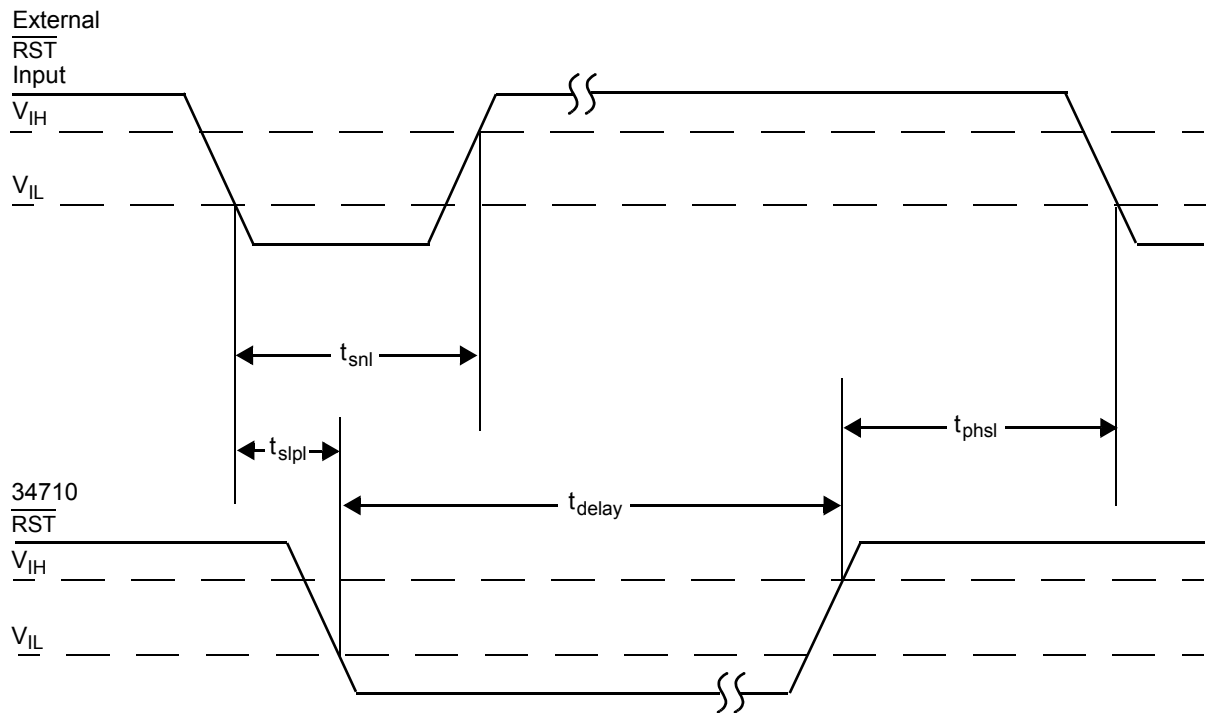 External
RST
Input
VIH
VIL
tsnl
tslpl
tphsl
tdelay
34710
RST
VIH
VIL